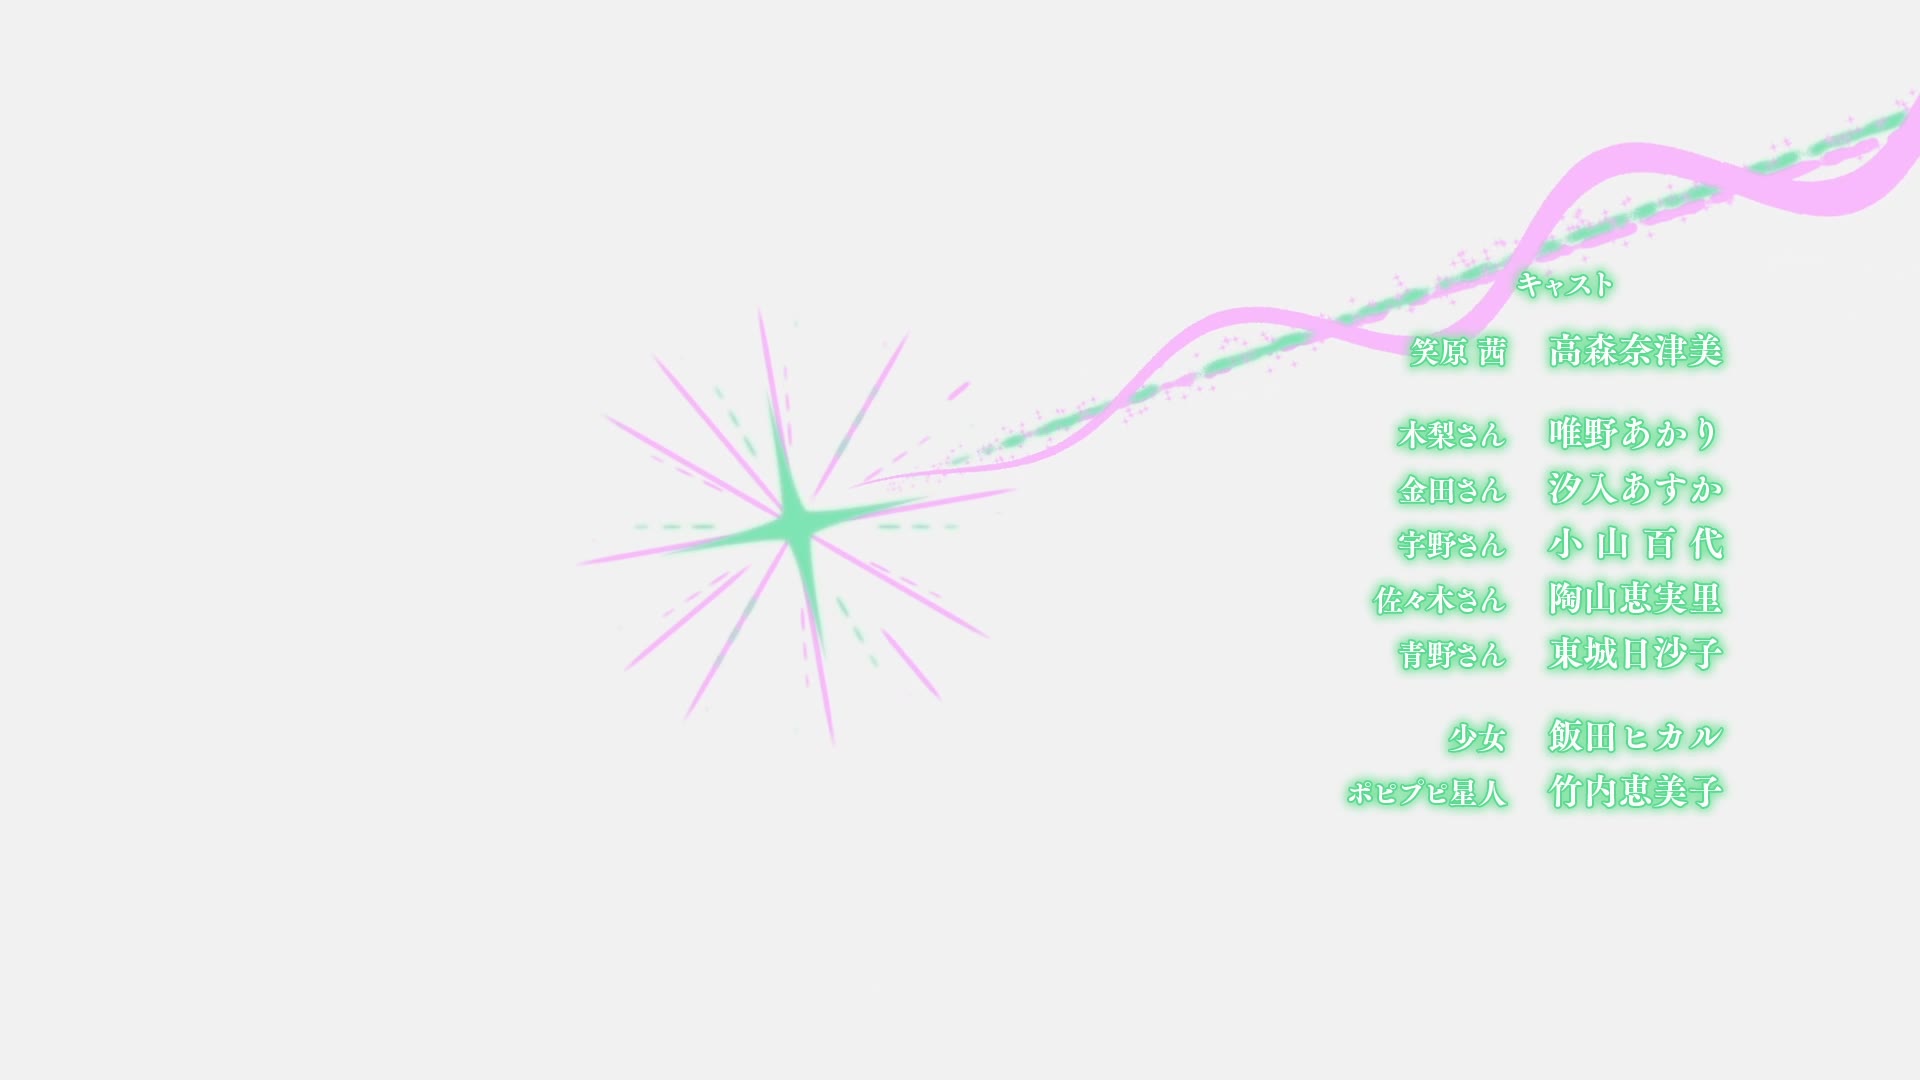 キャスト
笑原 茜 高森奈津美
木梨さん 唯野あかり
金田さん 汐入あすか
宇野さん 小山百代
佐々木さん 陶山恵実里
青野さん 東城日沙子
少女 飯田ヒカル
ポピプピ星人 竹内恵美子